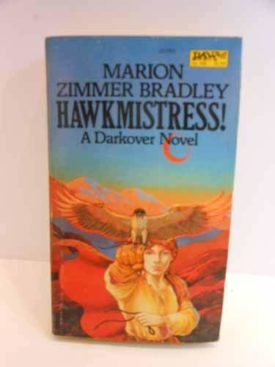 DAW
MARION
ZIMMER BRADLEY
HAWKMISTRESS!
A Darkover Novel